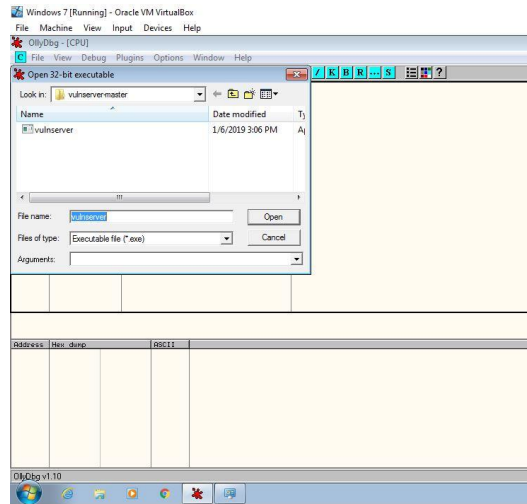 Windows 7 [Running] - Oracle VM VirtualBox
File Machine View Input Devices Help
OllyDbg - [CPU]
C File View Debug Plugins Options Window Help
Open 32-bit executable
/ K B R ... S ?
Look in: vulnserver-master
Name Date modified Ty
vulnserver 1/6/2019 3:06 PM A
File name: vulnserver Open
Files of type: Executable file (*.exe) Cancel
Arguments:
Address Hex dump ASCII
OllyDbg v1.10